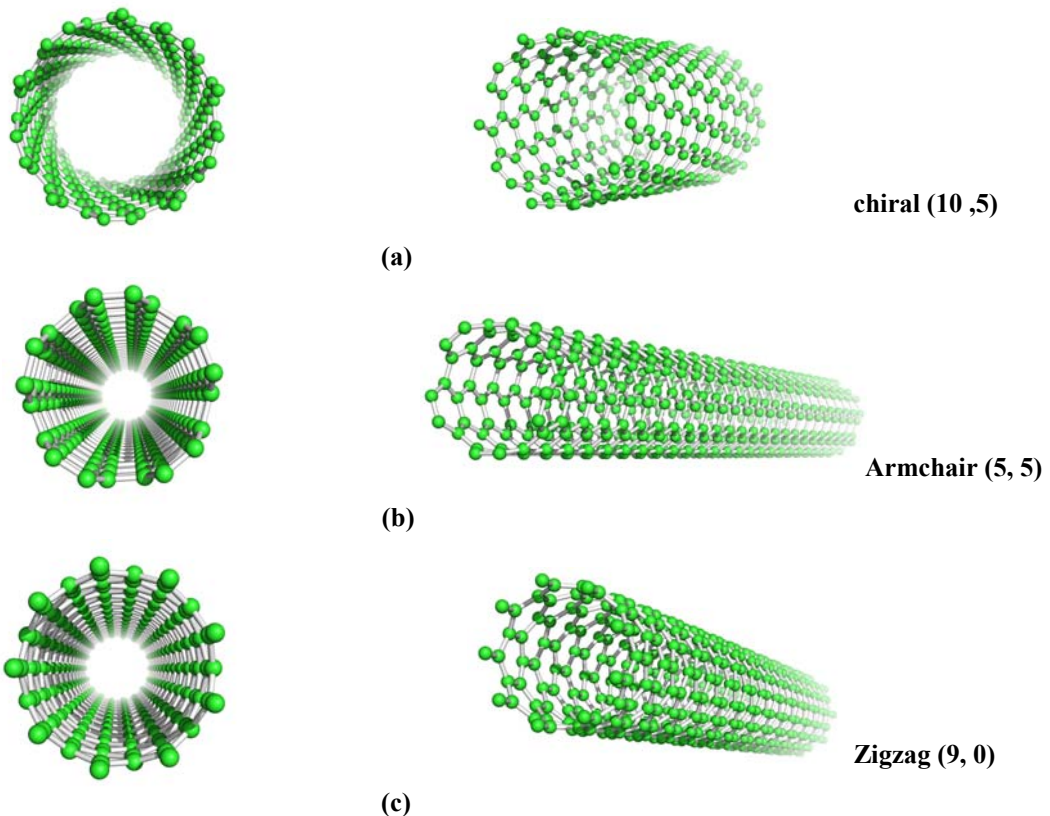 chiral (10 ,5)
(a)
Armchair (5, 5)
(b)
Zigzag (9, 0)
(c)